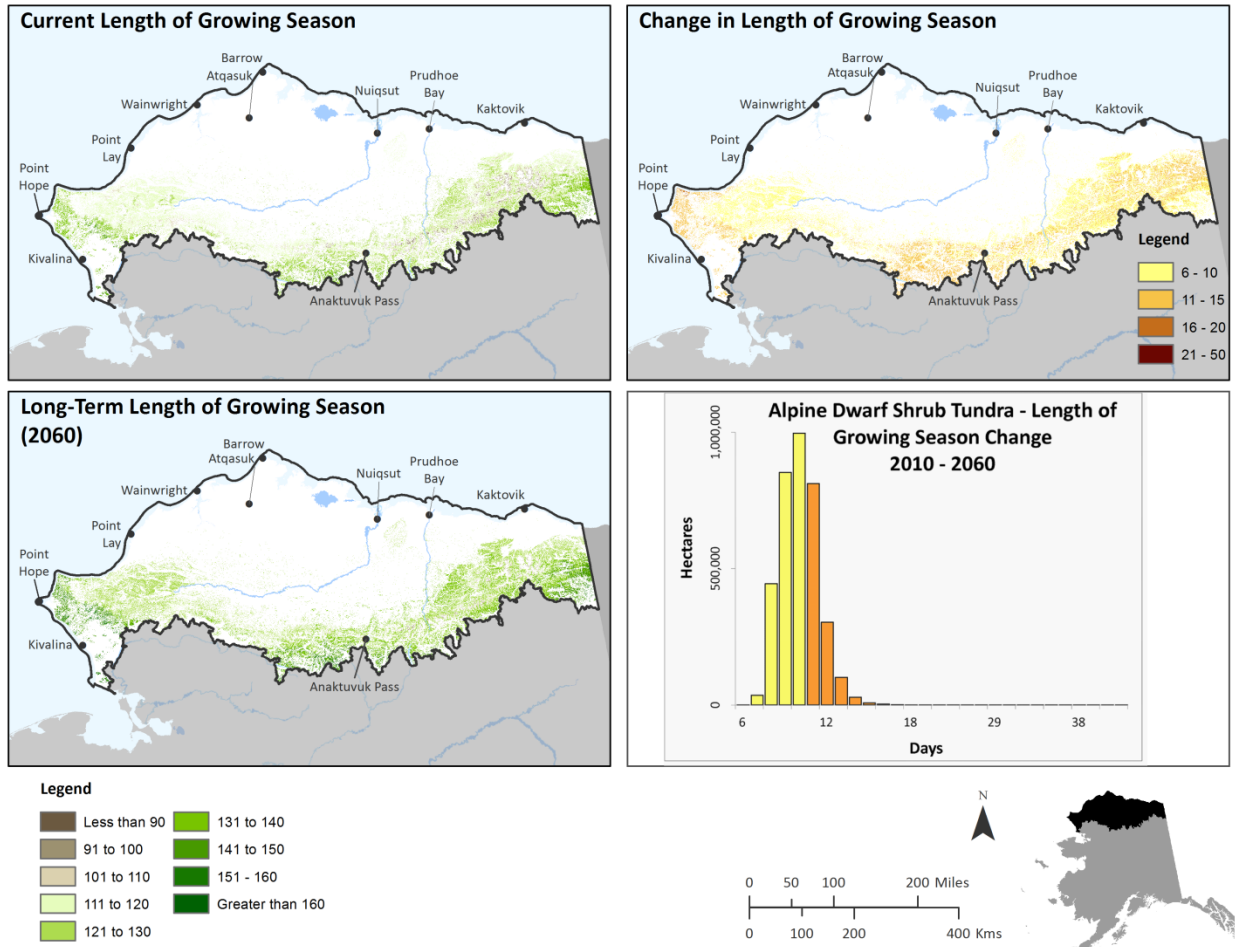 Current Length of Growing Season
Barrow
Atqasuk
Wainwright
Nuiqsut
Prudhoe
Bay
Kaktovik
Point
Lay
Point
Hope
Kivalina
Anaktuvuk Pass
Change in Length of Growing Season
Barrow
Atqasuk
Wainwright
Nuiqsut
Prudhoe
Bay
Kaktovik
Point
Lay
Point
Hope
Kivalina
Anaktuvuk Pass
Legend
6 - 10
11 - 15
16 - 20
21 - 50
Long-Term Length of Growing Season
(2060)
Barrow
Atqasuk
Wainwright
Nuiqsut
Prudhoe
Bay
Kaktovik
Point
Lay
Point
Hope
Kivalina
Anaktuvuk Pass
Alpine Dwarf Shrub Tundra - Length of
Growing Season Change
2010 - 2060
1,000,000
500,000
0
Hectares
6 12 18 29 38
Days
Legend
Less than 90
91 to 100
101 to 110
111 to 120
121 to 130
131 to 140
141 to 150
151 - 160
Greater than 160
N
0 50 100 200 Miles
0 100 200 400 Kms